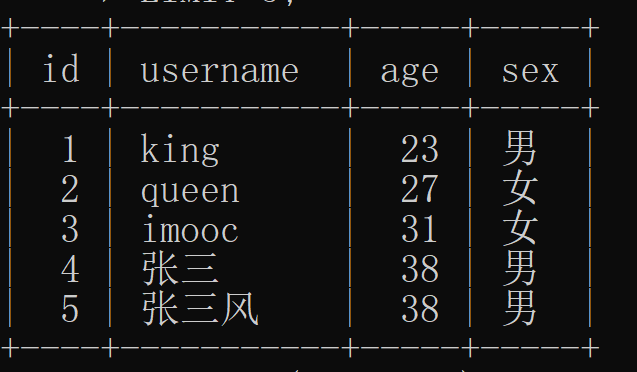 +----+-----------+-----+-----+
| id | username  | age | sex |
+----+-----------+-----+-----+
|  1 | king      |  23 | 男  |
|  2 | queen     |  27 | 女  |
|  3 | imooc     |  31 | 女  |
|  4 | 张三      |  38 | 男  |
|  5 | 张三风    |  38 | 男  |
+----+-----------+-----+-----+